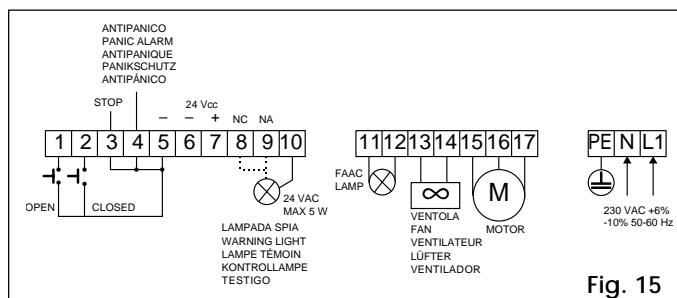 ANTIPANICO
PANIC ALARM
ANTIPANIQUE
PANIKSCHUTZ
ANTIPÁNICO
STOP
24 Vcc
– – + NC NA
1 2 3 4 5 6 7 8 9 10
11 12 13 14 15 16 17
PE N L1
OPEN
CLOSED
24 VAC
MAX 5 W
LAMPADA SPIA
WARNING LIGHT
LAMPE TÉMOIN
KONTROLLAMPE
TESTIGO
FAAC
LAMP
VENTOLA
FAN
VENTILATEUR
LÜFTER
VENTILADOR
M
MOTOR
230 VAC +6%
-10% 50-60 Hz
Fig. 15